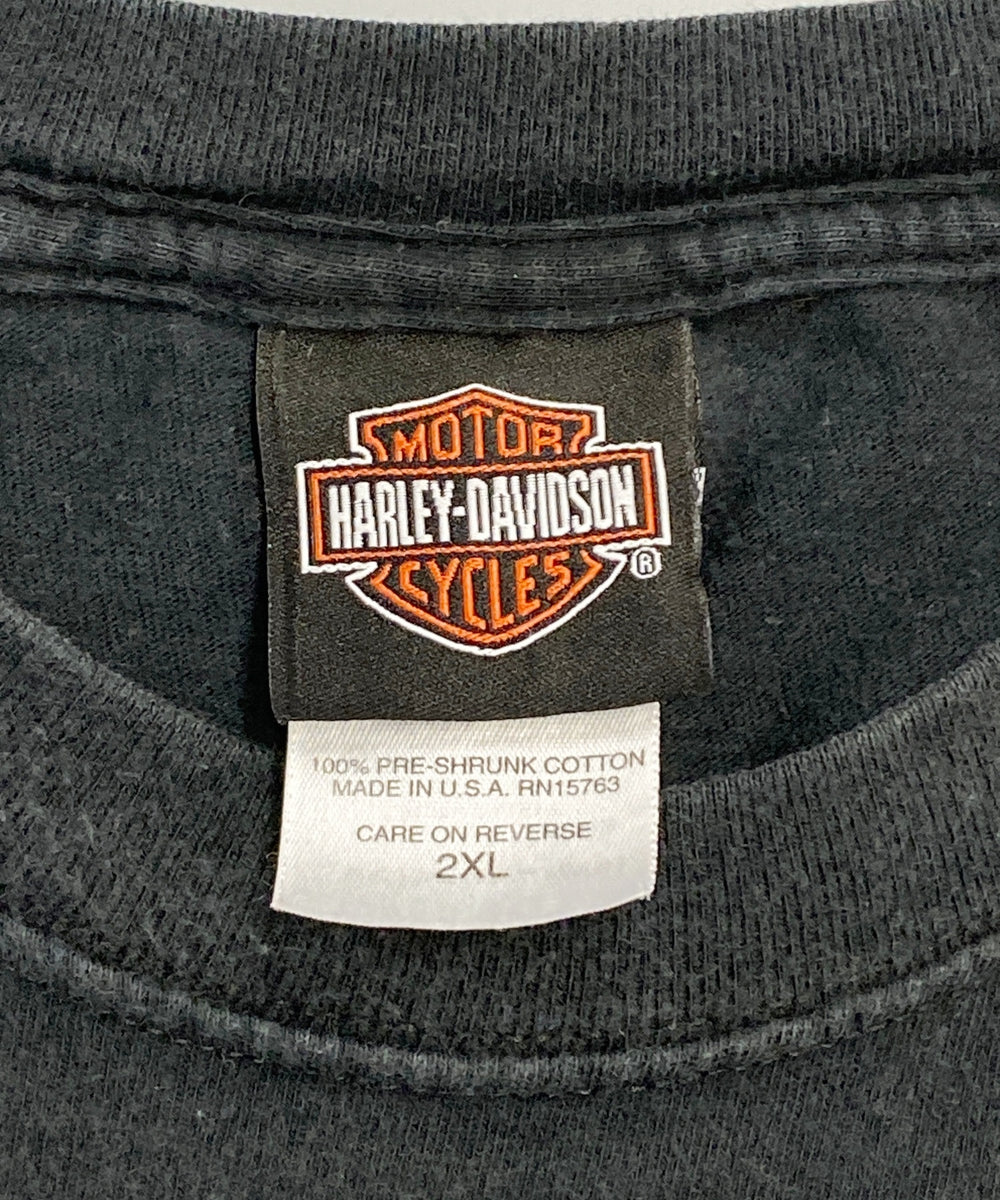 MOTOR
HARLEY-DAVIDSON
CYCLES
®
100% PRE-SHRUNK COTTON
MADE IN U.S.A. RN15763
CARE ON REVERSE
2XL